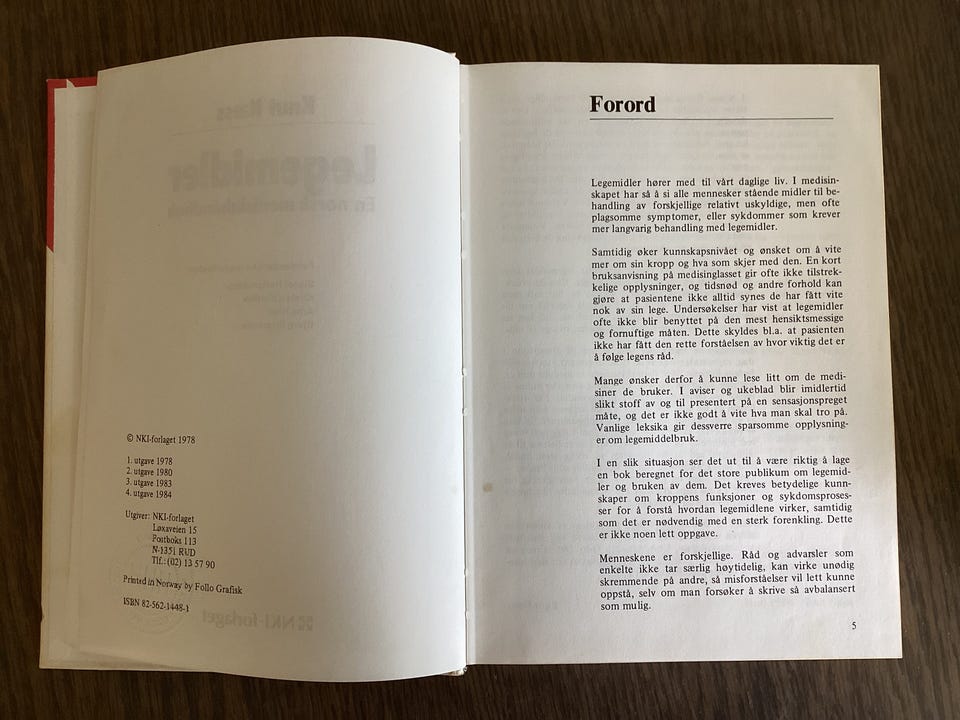 © NKI-forlaget 1978
1. utgave 1978
2. utgave 1980
3. utgave 1983
4. utgave 1984
Utgiver: NKI-forlaget
Løxaveien 15
Postboks 113
N-1351 RUD
Tlf.: (02) 13 57 90
Printed in Norway by Follo Grafisk
ISBN 82-562-1448-1
Forord
Legemidler hører med til vårt daglige liv. I medisin-
skapet har så å si alle mennesker stående midler til be-
handling av forskjellige relativt uskyldige, men ofte
plagsomme symptomer, eller sykdommer som krever
mer langvarig behandling med legemidler.
Samtidig øker kunnskapsnivået og ønsket om å vite
mer om sin kropp og hva som skjer med den. En kort
bruksanvisning på medisinglasset gir ofte ikke tilstrek-
kelige opplysninger, og tidsnød og andre forhold kan
gjøre at pasientene ikke alltid synes de har fått vite
nok av sin lege. Undersøkelser har vist at legemidler
ofte ikke blir benyttet på den mest hensiktsmessige
og fornuftige måten. Dette skyldes bl.a. at pasienten
ikke har fått den rette forståelsen av hvor viktig det er
å følge legens råd.
Mange ønsker derfor å kunne lese litt om de medi-
siner de bruker. I aviser og ukeblad blir imidlertid
slikt stoff av og til presentert på en sensasjonspreget
måte, og det er ikke godt å vite hva man skal tro på.
Vanlige leksika gir dessverre sparsomme opplysning-
er om legemiddelbruk.
I en slik situasjon ser det ut til å være riktig å lage
en bok beregnet for det store publikum om legemid-
ler og bruken av dem. Det kreves betydelige kunn-
skaper om kroppens funksjoner og sykdomsproses-
ser for å forstå hvordan legemidlene virker, samtidig
som det er nødvendig med en sterk forenkling. Dette
er ikke noen lett oppgave.
Menneskene er forskjellige. Råd og advarsler som
enkelte ikke tar særlig høytidelig, kan virke unødig
skremmende på andre, så misforståelser vil lett kunne
oppstå, selv om man forsøker å skrive så avbalansert
som mulig.
5